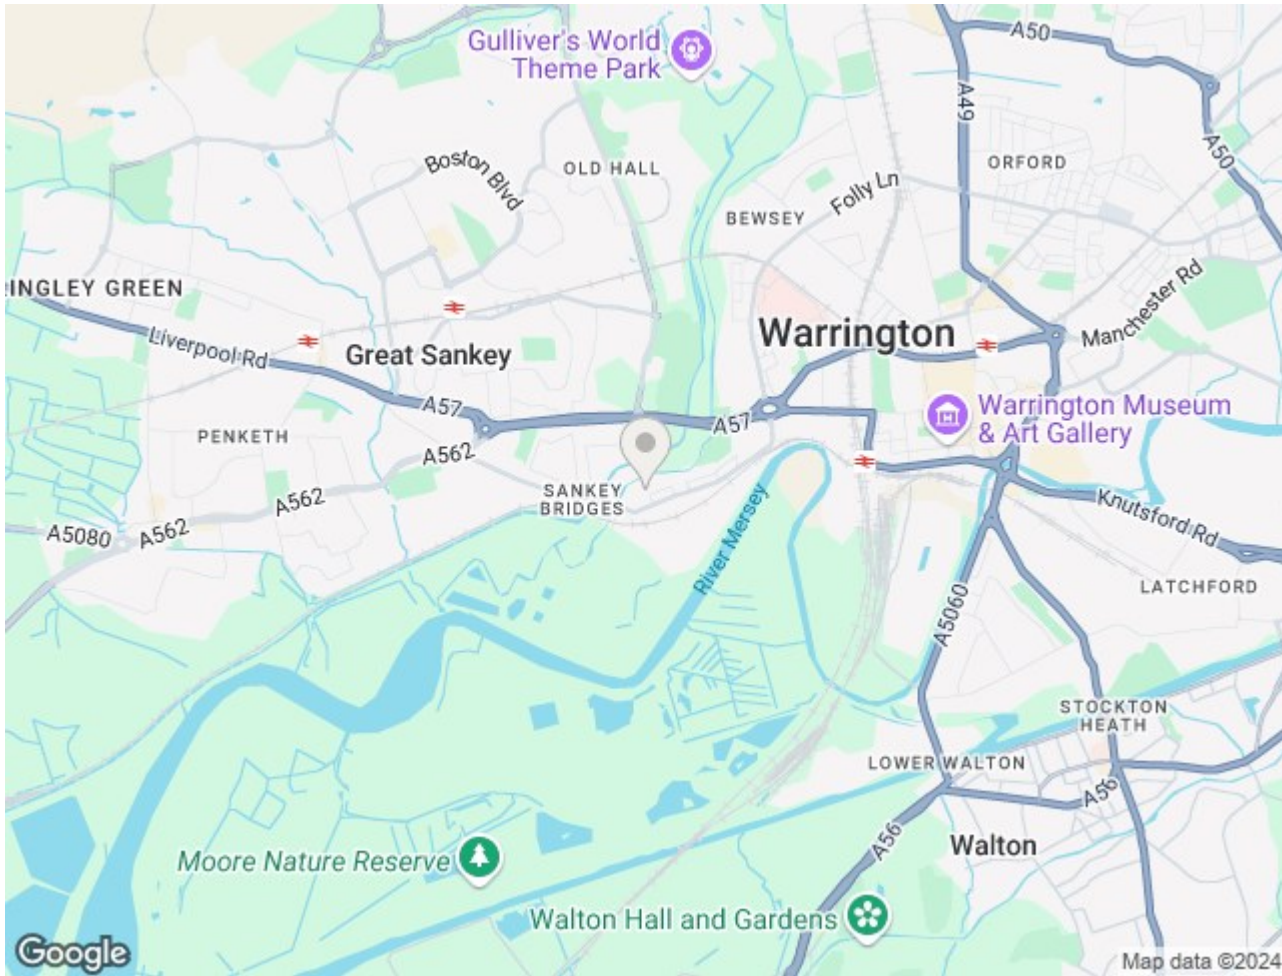 Gulliver's World
Theme Park
A50
A49
A50
ORFORD
OLD HALL
Boston Blvd
Folly Ln
BEWSEY
INGLEY GREEN
Manchester Rd
Warrington
Liverpool Rd
Great Sankey
A57
A57
Warrington Museum
& Art Gallery
PENKETH
A562
SANKEY
BRIDGES
A562
A5080
A562
Knutsford Rd
River Mersey
LATCHFORD
A5060
STOCKTON
HEATH
LOWER WALTON
A56
A56
Walton
Moore Nature Reserve
Walton Hall and Gardens
Google
Map data ©2024